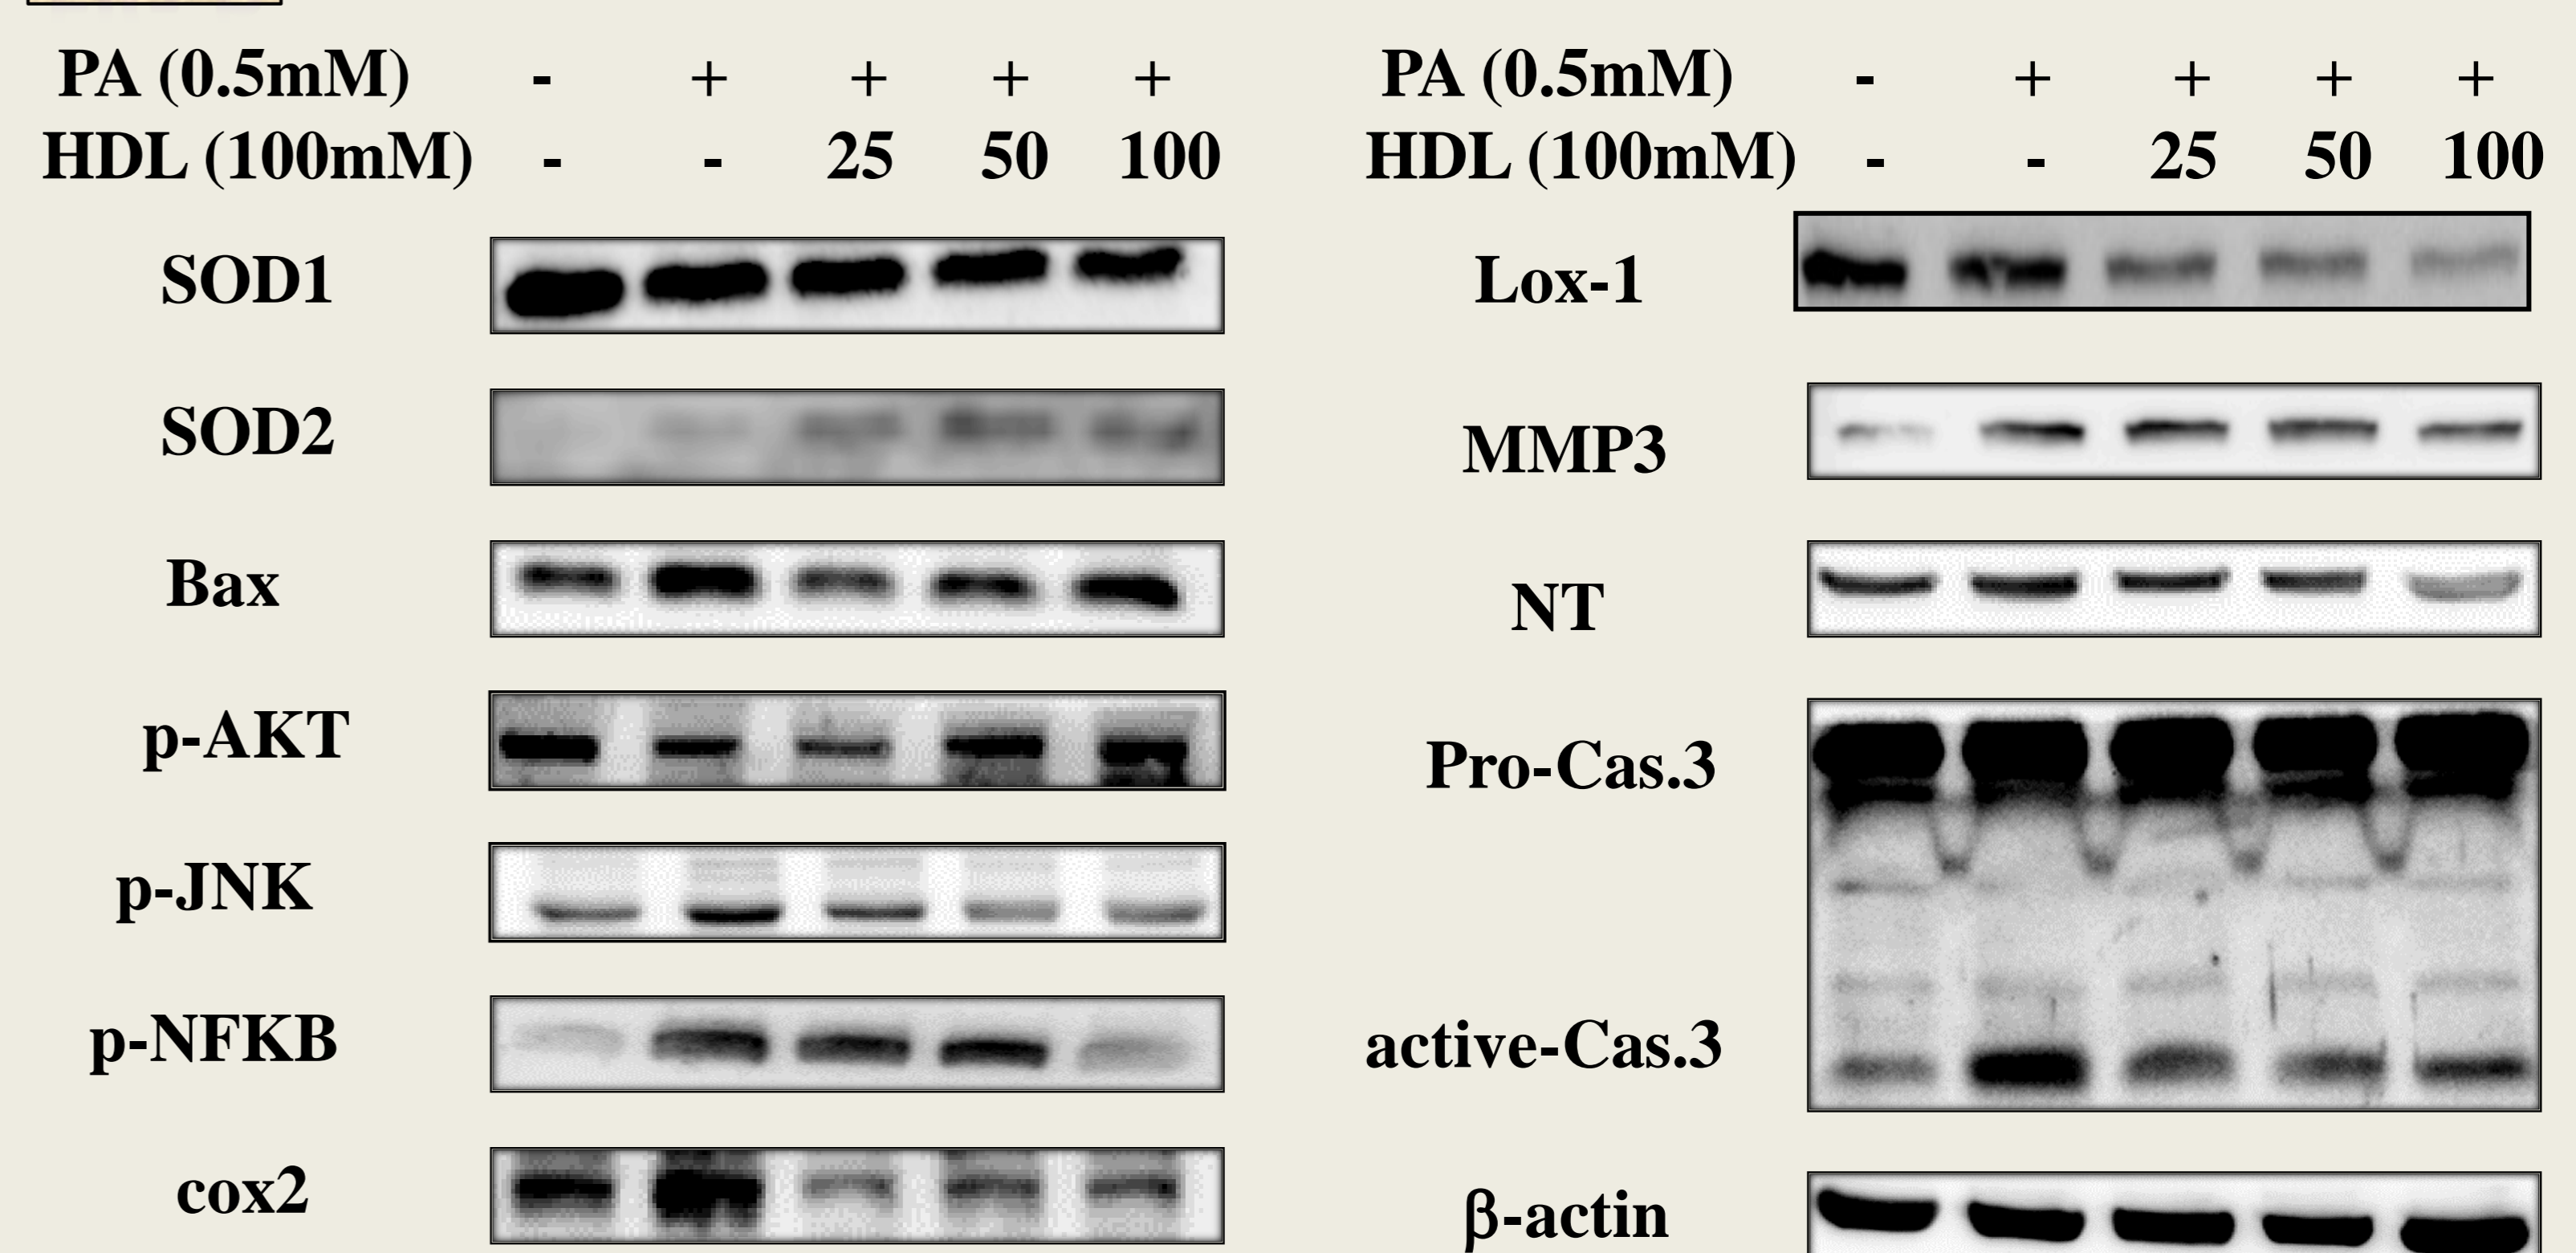 PA (0.5mM) - + + + +
HDL (100mM) - - 25 50 100
SOD1
SOD2
Bax
p-AKT
p-JNK
p-NFKB
cox2
PA (0.5mM) - + + + +
HDL (100mM) - - 25 50 100
Lox-1
MMP3
NT
Pro-Cas.3
active-Cas.3
β-actin